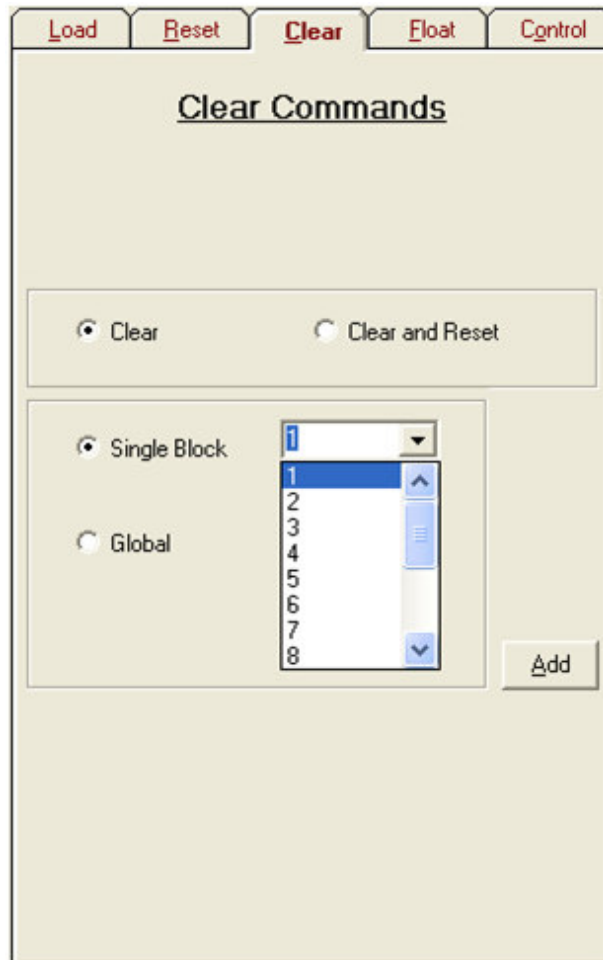 Load Reset Clear Float Control
Clear Commands
Clear Clear and Reset
Single Block 1
1
2
Global 3
4
5
6
7
8
Add